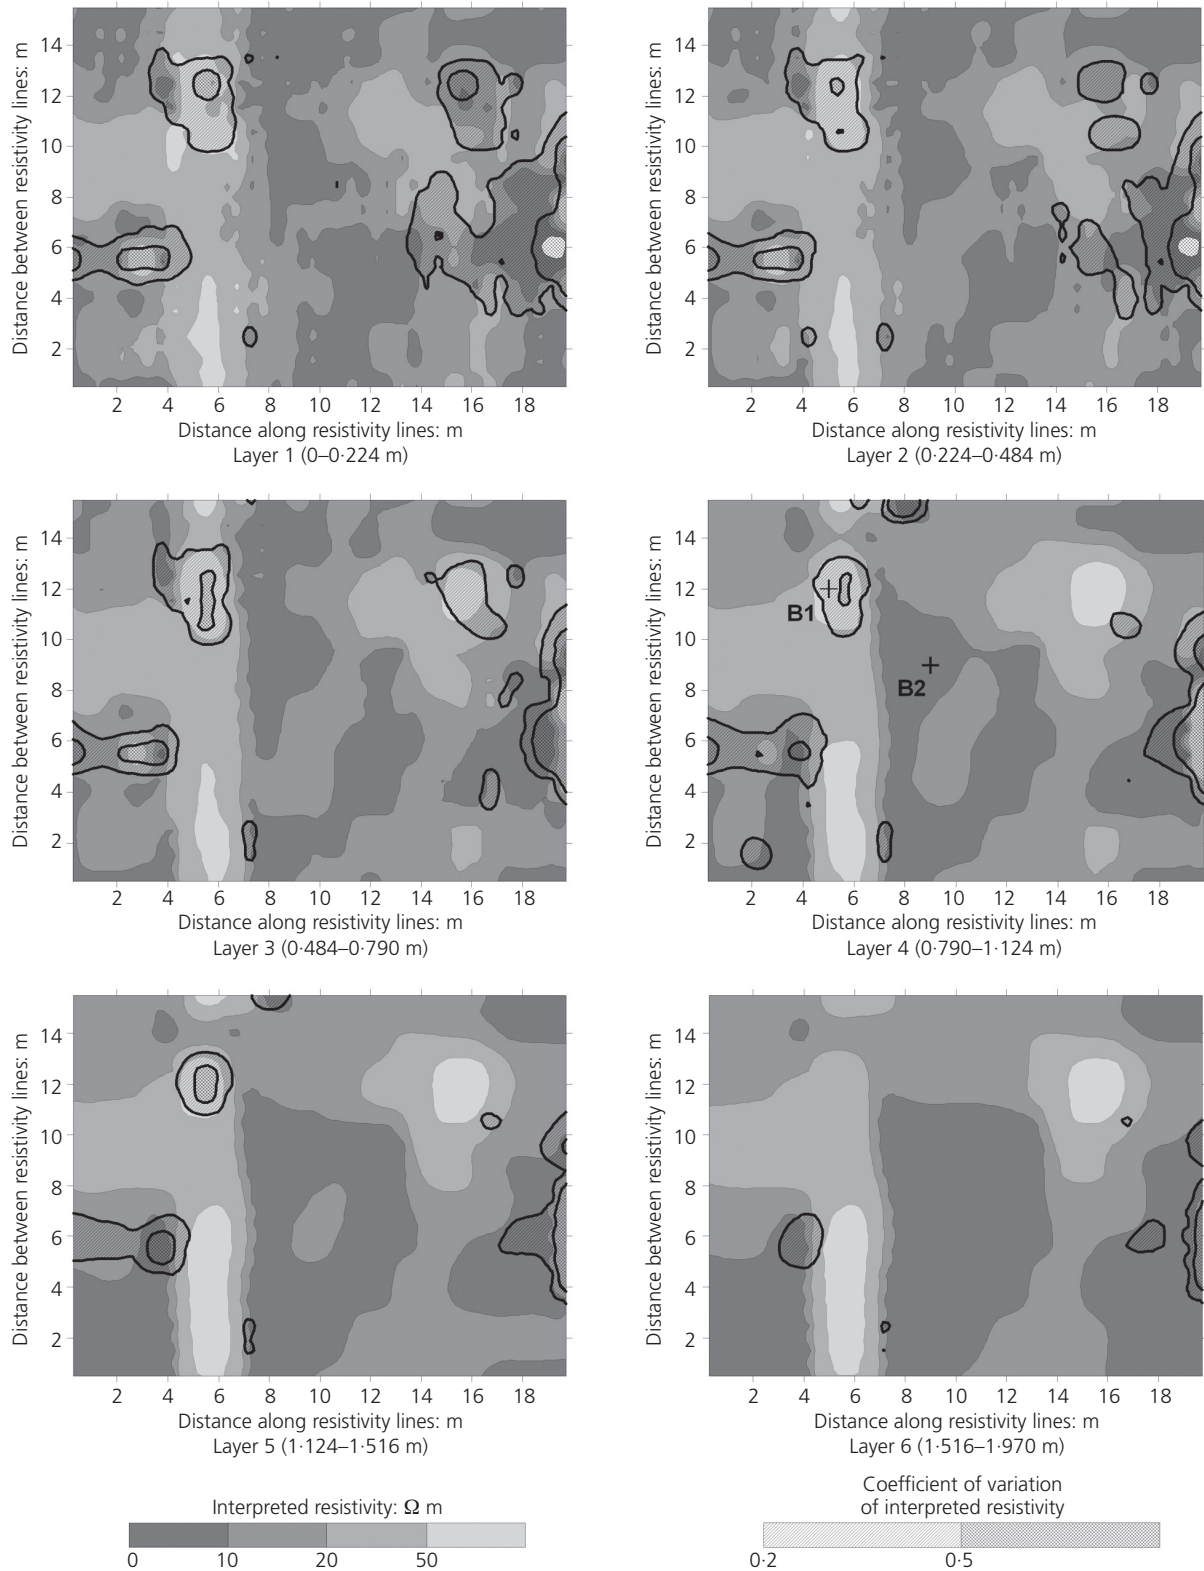 Distance between resistivity lines: m
14
12
10
8
6
4
2
2 4 6 8 10 12 14 16 18
Distance along resistivity lines: m
Layer 1 (0–0·224 m)
Distance between resistivity lines: m
14
12
10
8
6
4
2
2 4 6 8 10 12 14 16 18
Distance along resistivity lines: m
Layer 2 (0·224–0·484 m)
Distance between resistivity lines: m
14
12
10
8
6
4
2
2 4 6 8 10 12 14 16 18
Distance along resistivity lines: m
Layer 3 (0·484–0·790 m)
Distance between resistivity lines: m
14
12
10
8
6
4
2
B1
B2
2 4 6 8 10 12 14 16 18
Distance along resistivity lines: m
Layer 4 (0·790–1·124 m)
Distance between resistivity lines: m
14
12
10
8
6
4
2
2 4 6 8 10 12 14 16 18
Distance along resistivity lines: m
Layer 5 (1·124–1·516 m)
Distance between resistivity lines: m
14
12
10
8
6
4
2
2 4 6 8 10 12 14 16 18
Distance along resistivity lines: m
Layer 6 (1·516–1·970 m)
Interpreted resistivity: Ω m
0 10 20 50
Coefficient of variation
of interpreted resistivity
0·2 0·5